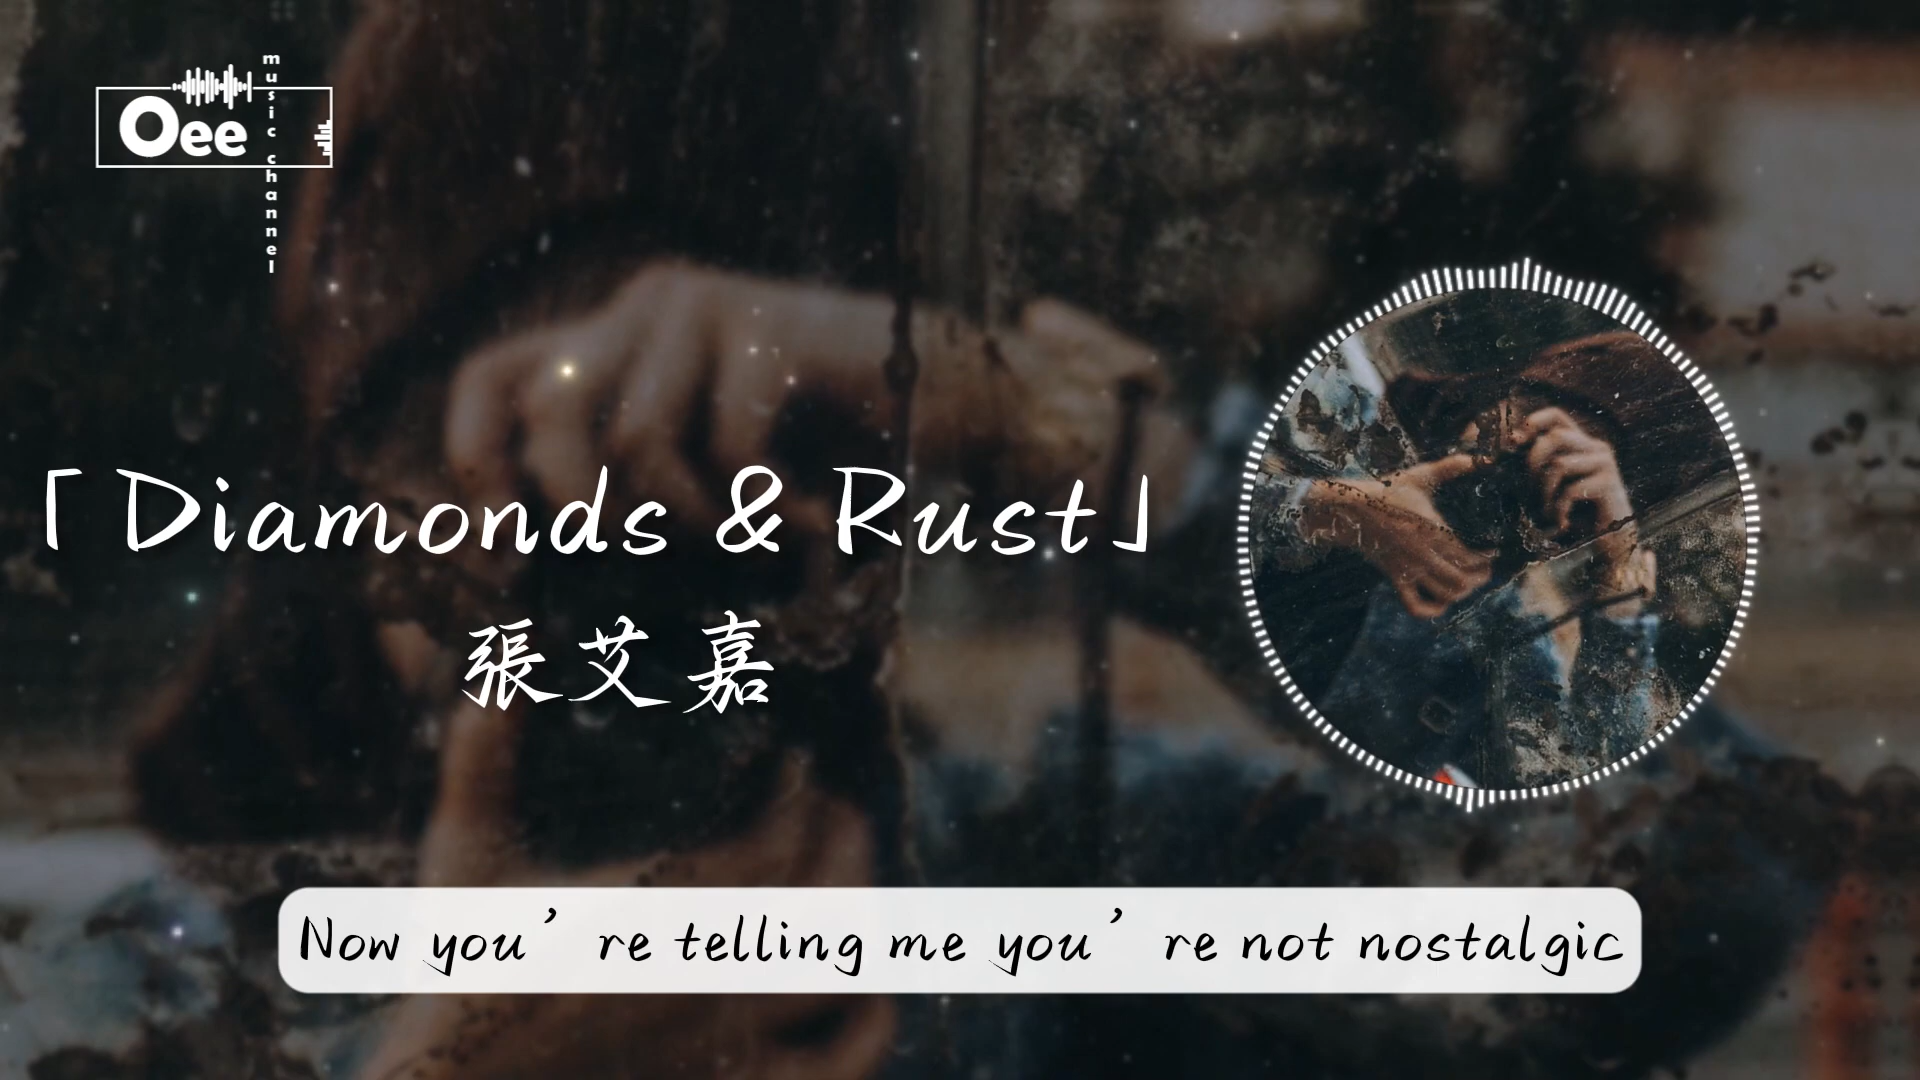 Oee
music channel
「Diamonds & Rust」
張艾嘉
Now you’re telling me you’re not nostalgic